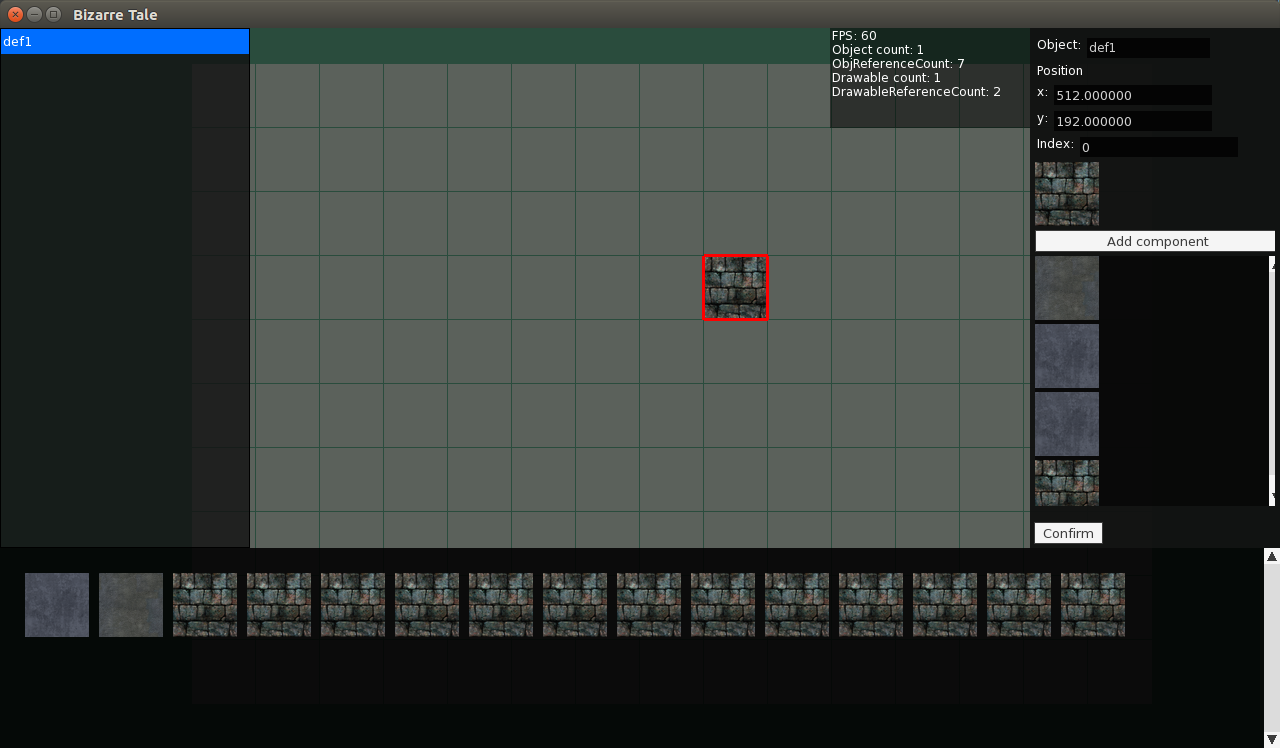 Bizarre Tale
def1
FPS: 60
Object count: 1
ObjReferenceCount: 7
Drawable count: 1
DrawableReferenceCount: 2
Object: def1
Position
x: 512.000000
y: 192.000000
Index: 0
Add component
Confirm